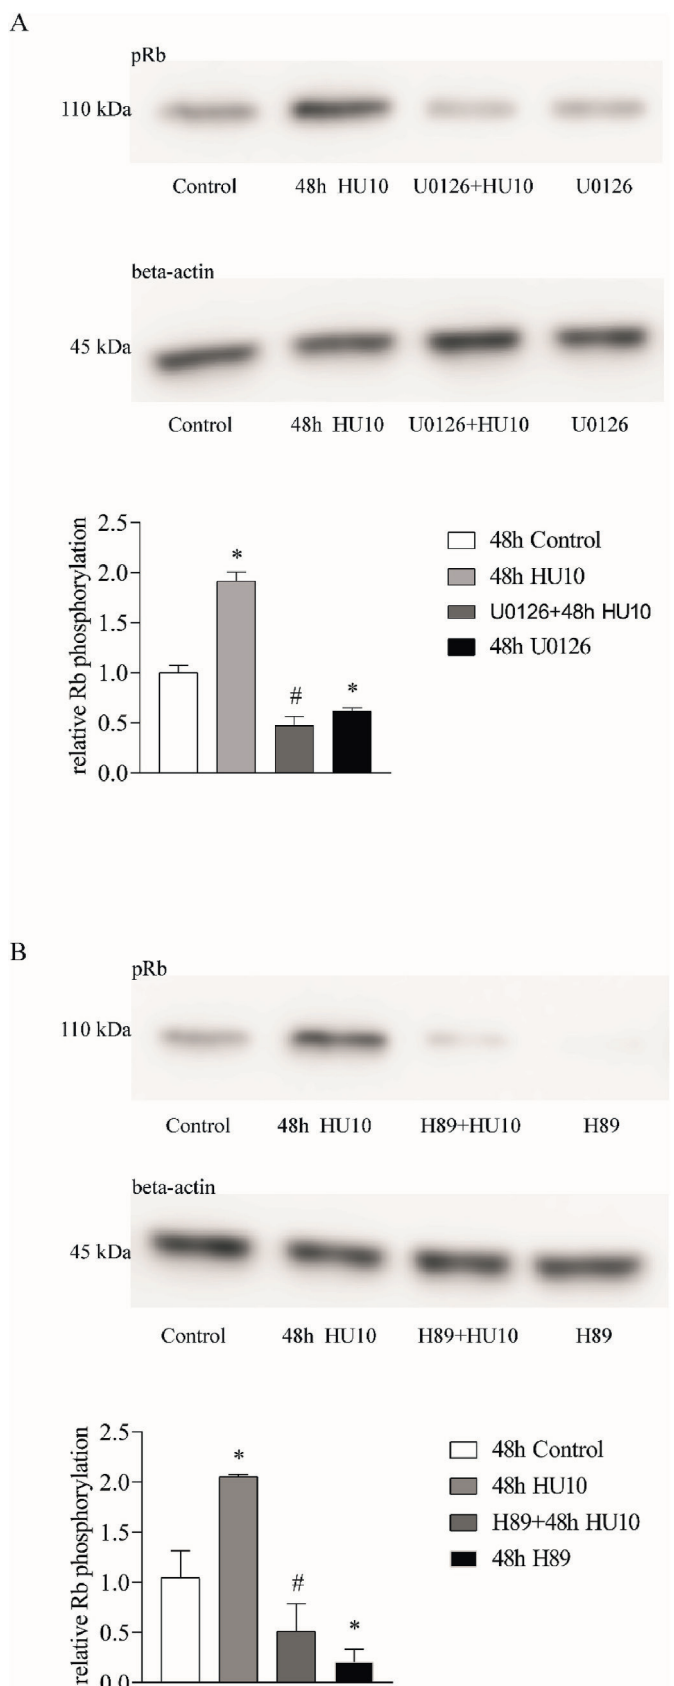 A
pRb
110 kDa
Control 48h HU10 U0126+HU10 U0126
beta-actin
45 kDa
Control 48h HU10 U0126+HU10 U0126
relative Rb phosphorylation
2.5
2.0
1.5
1.0
0.5
0.0
*
#
*
48h Control
48h HU10
U0126+48h HU10
48h U0126
B
pRb
110 kDa
Control 48h HU10 H89+HU10 H89
beta-actin
45 kDa
Control 48h HU10 H89+HU10 H89
relative Rb phosphorylation
2.5
2.0
1.5
1.0
0.5
0.0
*
#
*
48h Control
48h HU10
H89+48h HU10
48h H89